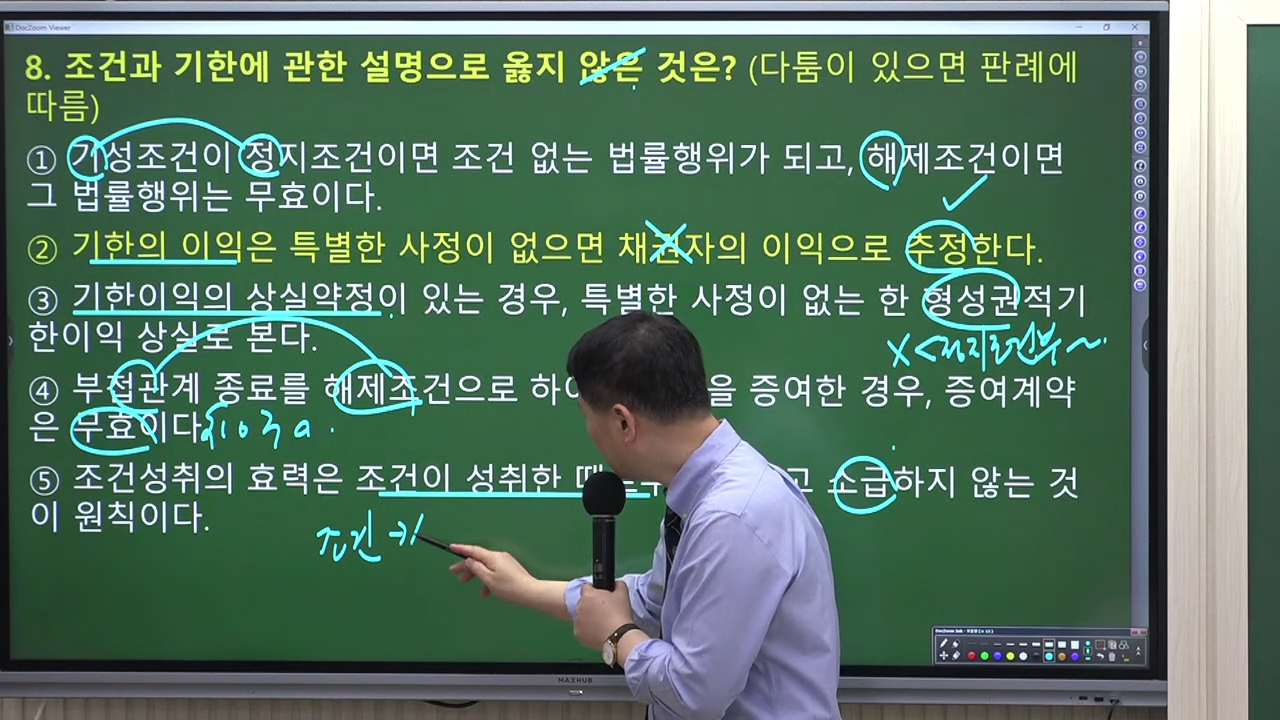 DocZoom Viewer
8. 조건과 기한에 관한 설명으로 옳지 않은 것은? (다툼이 있으면 판례에
따름)
① 기성조건이 정지조건이면 조건 없는 법률행위가 되고, 해제조건이면
그 법률행위는 무효이다.
② 기한의 이익은 특별한 사정이 없으면 채권자의 이익으로 추정한다.
③ 기한이익의 상실약정이 있는 경우, 특별한 사정이 없는 한 형성권적기
한이익 상실로 본다.
X < 정지조건부 ~
④ 부첩관계 종료를 해제조건으로 하 을 증여한 경우, 증여계약
은 무효이다
103
⑤ 조건성취의 효력은 조건이 성취한 때 고 소급하지 않는 것
이 원칙이다.
조건
MAXHUB